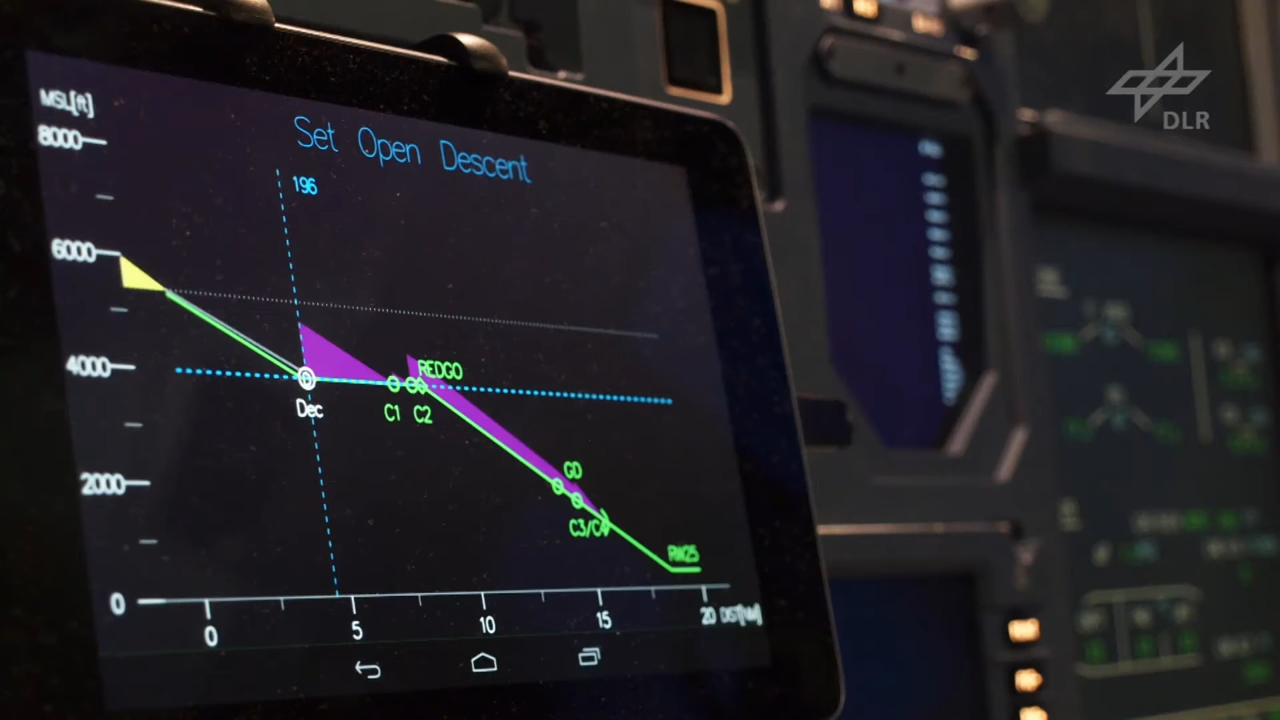 MSL[ft]
8000
Set Open Descent
196
6000
4000
REDGO
Dec
C1
C2
2000
GD
C3/C4
RW25
0
0
5
10
15
20
DIST[NM]
DLR